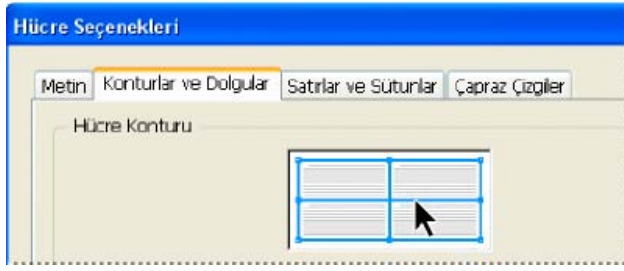 Hücre Seçenekleri
Metin Konturlar ve Dolgular Satırlar ve Sütunlar Çapraz Çizgiler
Hücre Konturu